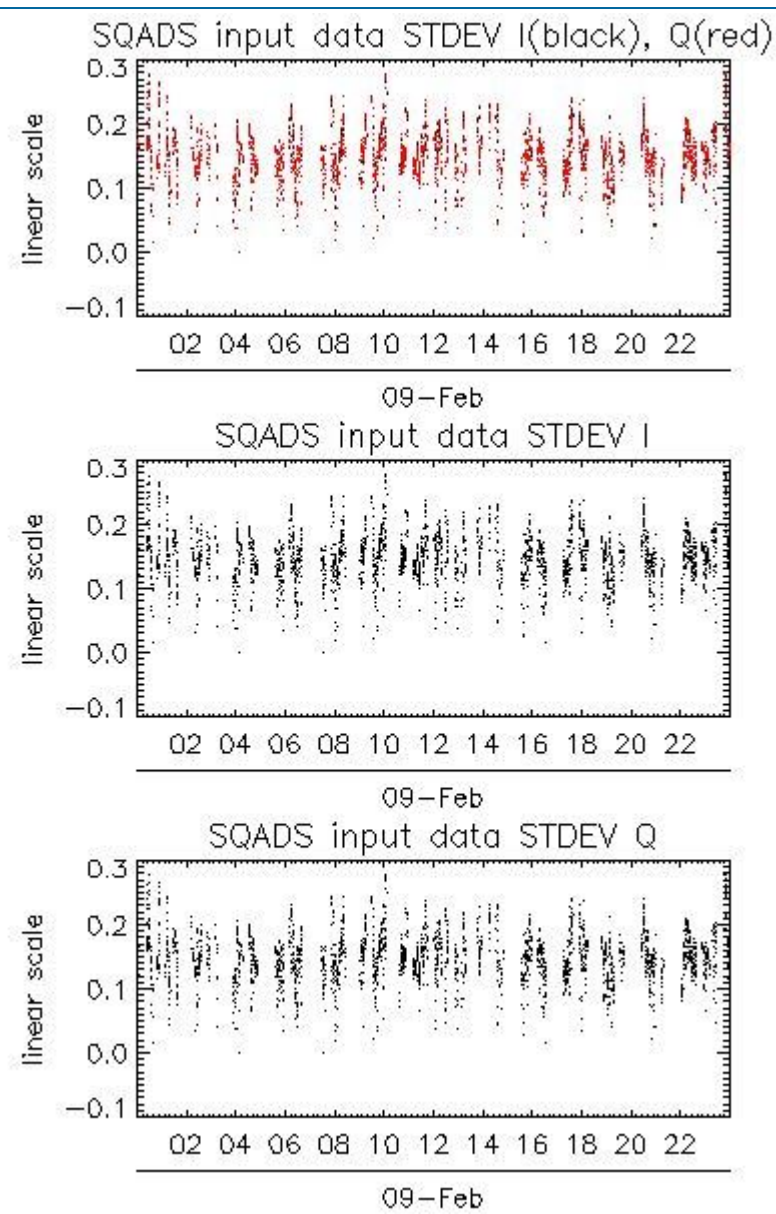 SQADS input data STDEV I(black), Q(red)
0.3
0.2
0.1
0.0
−0.1
linear scale
02 04 06 08 10 12 14 16 18 20 22
09−Feb
SQADS input data STDEV I
0.3
0.2
0.1
0.0
−0.1
linear scale
02 04 06 08 10 12 14 16 18 20 22
09−Feb
SQADS input data STDEV Q
0.3
0.2
0.1
0.0
−0.1
linear scale
02 04 06 08 10 12 14 16 18 20 22
09−Feb